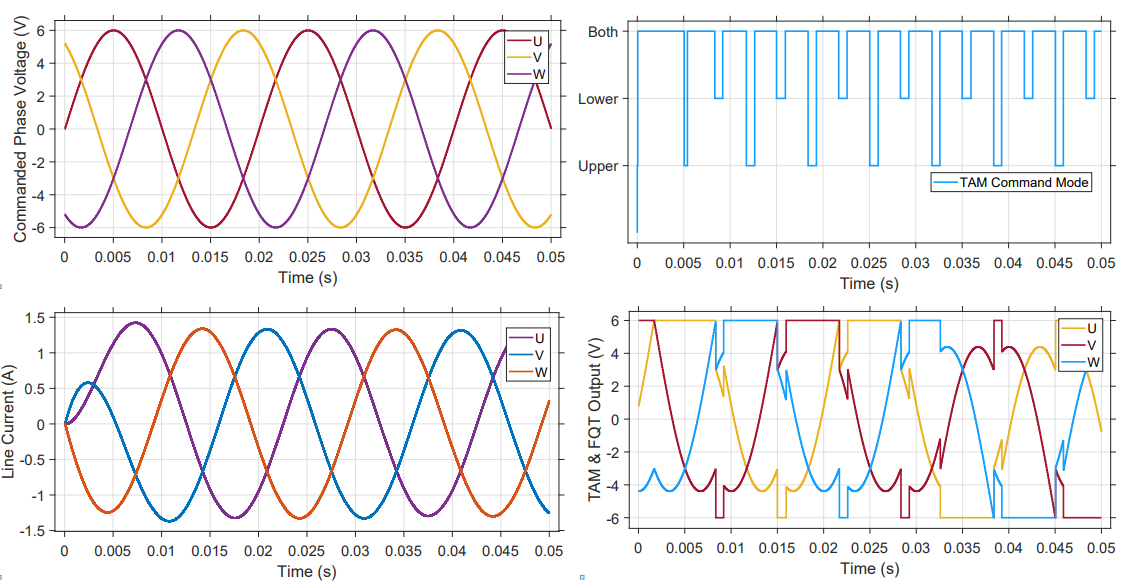 Commanded Phase Voltage (V)
6
4
2
0
-2
-4
-6
0 0.005 0.01 0.015 0.02 0.025 0.03 0.035 0.04 0.045 0.05
Time (s)
U
V
W
Both
Lower
Upper
TAM Command Mode
0 0.005 0.01 0.015 0.02 0.025 0.03 0.035 0.04 0.045 0.05
Time (s)
Line Current (A)
1.5
1
0.5
0
-0.5
-1
-1.5
0 0.005 0.01 0.015 0.02 0.025 0.03 0.035 0.04 0.045 0.05
Time (s)
U
V
W
TAM & FQT Output (V)
6
4
2
0
-2
-4
-6
0 0.005 0.01 0.015 0.02 0.025 0.03 0.035 0.04 0.045 0.05
Time (s)
U
V
W